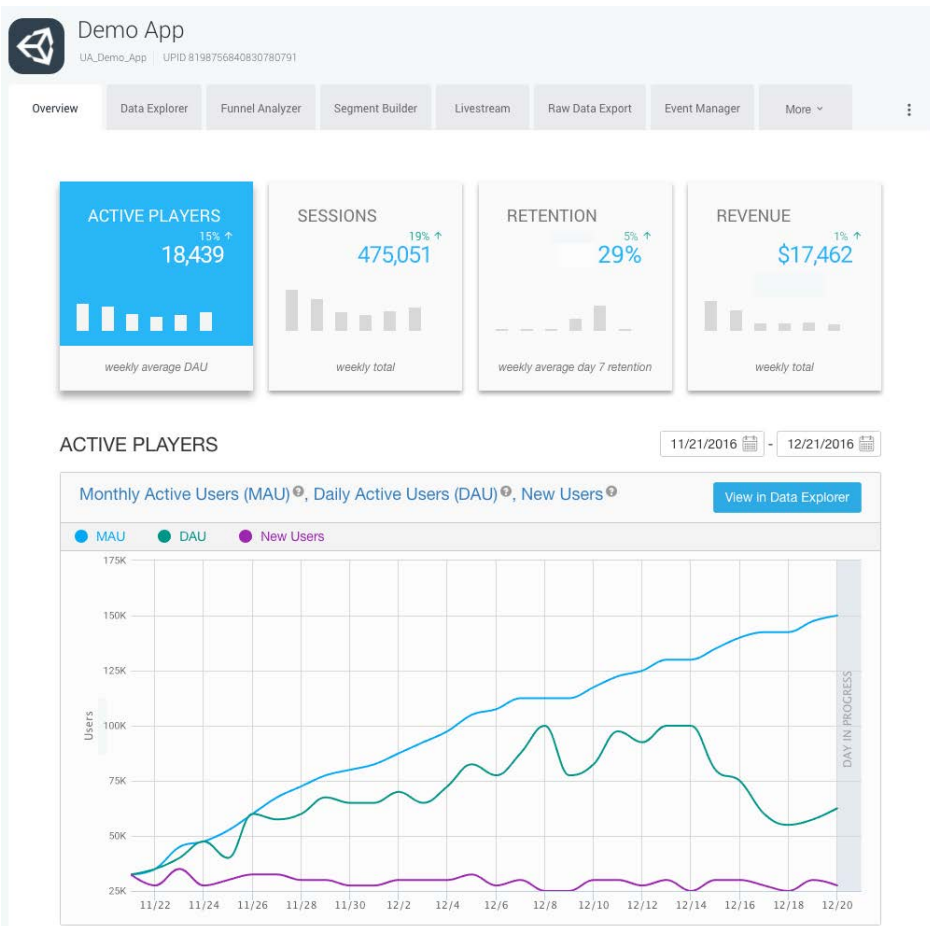 Demo App
UA_Demo_App | UPID 8198756840830780791
Overview Data Explorer Funnel Analyzer Segment Builder Livestream Raw Data Export Event Manager More
ACTIVE PLAYERS
15% ↑
18,439
weekly average DAU
SESSIONS
19% ↑
475,051
weekly total
RETENTION
5% ↑
29%
weekly average day 7 retention
REVENUE
1% ↑
$17,462
weekly total
ACTIVE PLAYERS
11/21/2016 - 12/21/2016
Monthly Active Users (MAU) ?, Daily Active Users (DAU) ?, New Users ?
View in Data Explorer
MAU DAU New Users
175K
150K
125K
100K
75K
50K
25K
Users
DAY IN PROGRESS
11/22 11/24 11/26 11/28 11/30 12/2 12/4 12/6 12/8 12/10 12/12 12/14 12/16 12/18 12/20